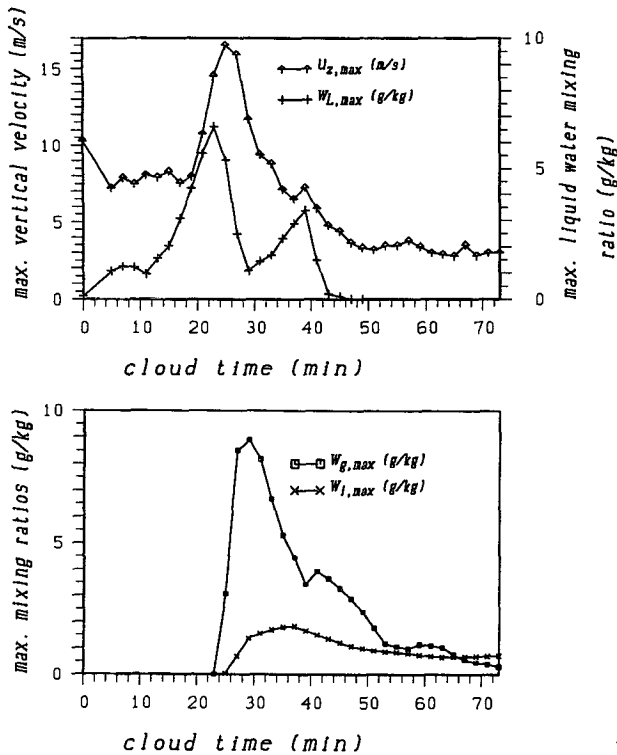 max. vertical velocity (m/s)
15
10
5
0
U_z,max (m/s)
W_L,max (g/kg)
10
5
0
max. liquid water mixing
ratio (g/kg)
0 10 20 30 40 50 60 70
cloud time (min)
max. mixing ratios (g/kg)
10
5
0
W_g,max (g/kg)
W_i,max (g/kg)
0 10 20 30 40 50 60 70
cloud time (min)